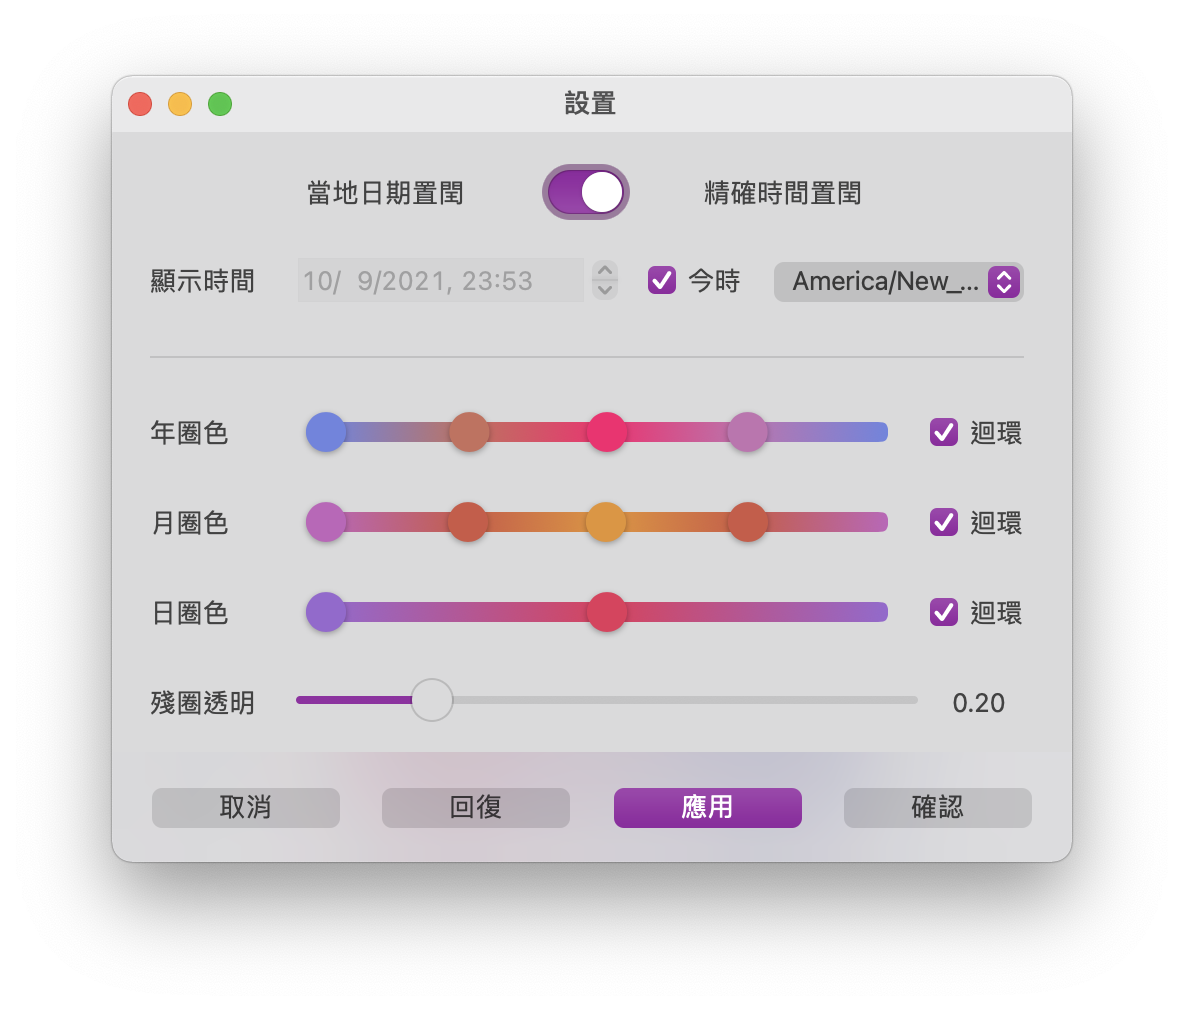 設置
當地日期置閏 精確時間置閏
顯示時間 10/ 9/2021, 23:53 今時 America/New_...
年圈色 迴環
月圈色 迴環
日圈色 迴環
殘圈透明 0.20
取消 回復 應用 確認